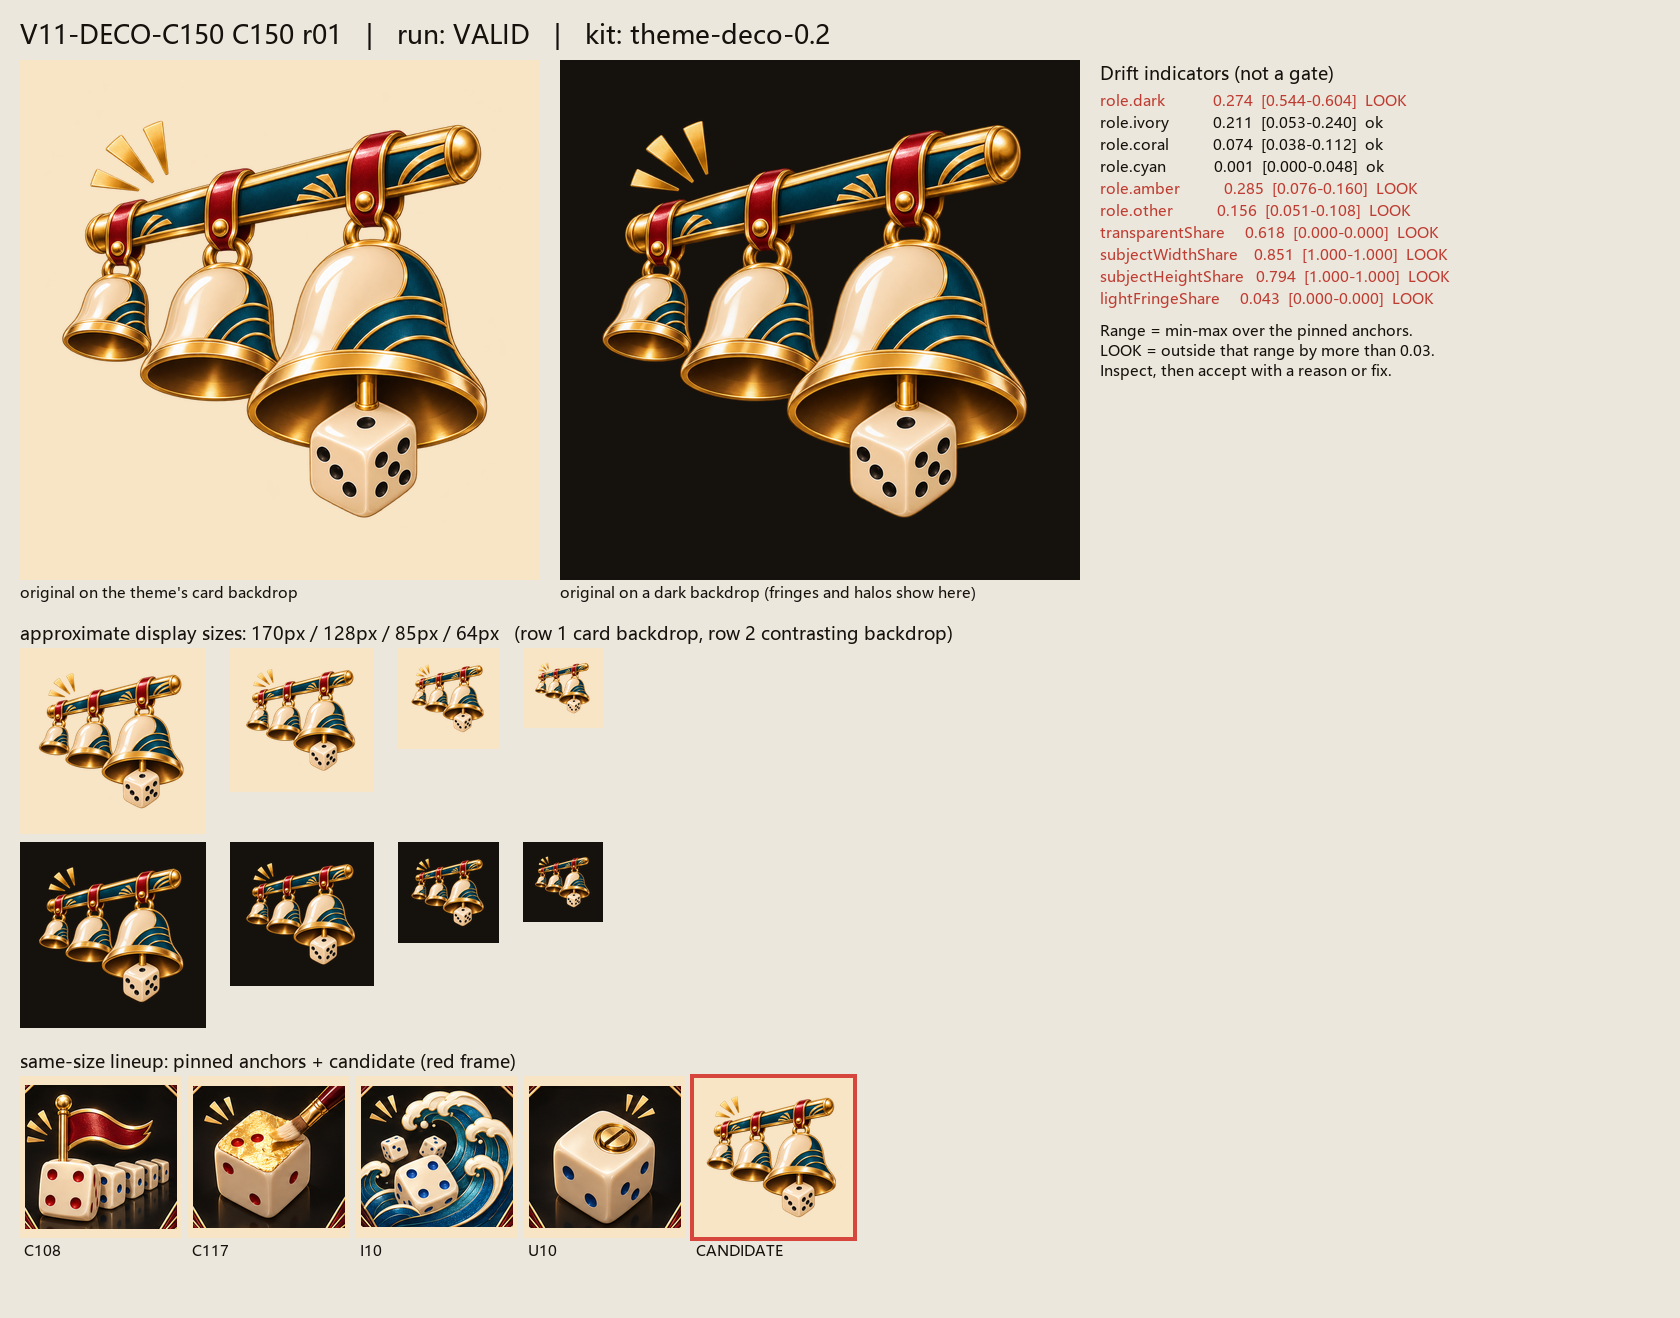 V11-DECO-C150 C150 r01 | run: VALID | kit: theme-deco-0.2
Drift indicators (not a gate)
role.dark 0.274 [0.544-0.604] LOOK
role.ivory 0.211 [0.053-0.240] ok
role.coral 0.074 [0.038-0.112] ok
role.cyan 0.001 [0.000-0.048] ok
role.amber 0.285 [0.076-0.160] LOOK
role.other 0.156 [0.051-0.108] LOOK
transparentShare 0.618 [0.000-0.000] LOOK
subjectWidthShare 0.851 [1.000-1.000] LOOK
subjectHeightShare 0.794 [1.000-1.000] LOOK
lightFringeShare 0.043 [0.000-0.000] LOOK
Range = min-max over the pinned anchors.
LOOK = outside that range by more than 0.03.
Inspect, then accept with a reason or fix.
original on the theme's card backdrop
original on a dark backdrop (fringes and halos show here)
approximate display sizes: 170px / 128px / 85px / 64px (row 1 card backdrop, row 2 contrasting backdrop)
same-size lineup: pinned anchors + candidate (red frame)
C108
C117
I10
U10
CANDIDATE